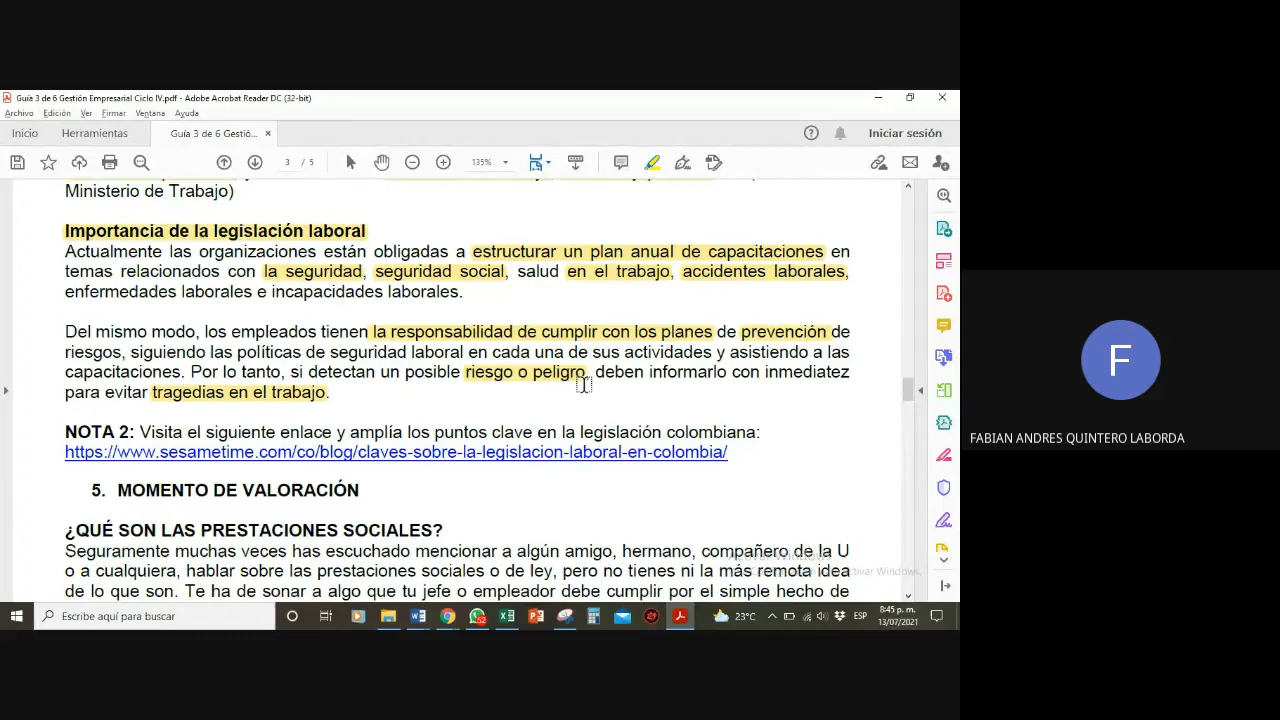 Guía 3 de 6 Gestión Empresarial Ciclo IV.pdf - Adobe Acrobat Reader DC (32-bit)
Archivo Edición Ver Firmar Ventana Ayuda
Inicio Herramientas Guía 3 de 6 Gestió... × Iniciar sesión
3 / 5 135%
Ministerio de Trabajo)
Importancia de la legislación laboral
Actualmente las organizaciones están obligadas a estructurar un plan anual de capacitaciones en
temas relacionados con la seguridad, seguridad social, salud en el trabajo, accidentes laborales,
enfermedades laborales e incapacidades laborales.
Del mismo modo, los empleados tienen la responsabilidad de cumplir con los planes de prevención de
riesgos, siguiendo las políticas de seguridad laboral en cada una de sus actividades y asistiendo a las
capacitaciones. Por lo tanto, si detectan un posible riesgo o peligro, deben informarlo con inmediatez
para evitar tragedias en el trabajo.
NOTA 2: Visita el siguiente enlace y amplía los puntos clave en la legislación colombiana:
https://www.sesametime.com/co/blog/claves-sobre-la-legislacion-laboral-en-colombia/
5. MOMENTO DE VALORACIÓN
¿QUÉ SON LAS PRESTACIONES SOCIALES?
Seguramente muchas veces has escuchado mencionar a algún amigo, hermano, compañero de la U
o a cualquiera, hablar sobre las prestaciones sociales o de ley, pero no tienes ni la más remota idea
de lo que son. Te ha de sonar a algo que tu jefe o empleador debe cumplir por el simple hecho de
Activar Windows
Escribe aquí para buscar
52
23°C
ESP
8:45 p. m.
13/07/2021
F
FABIAN ANDRES QUINTERO LABORDA